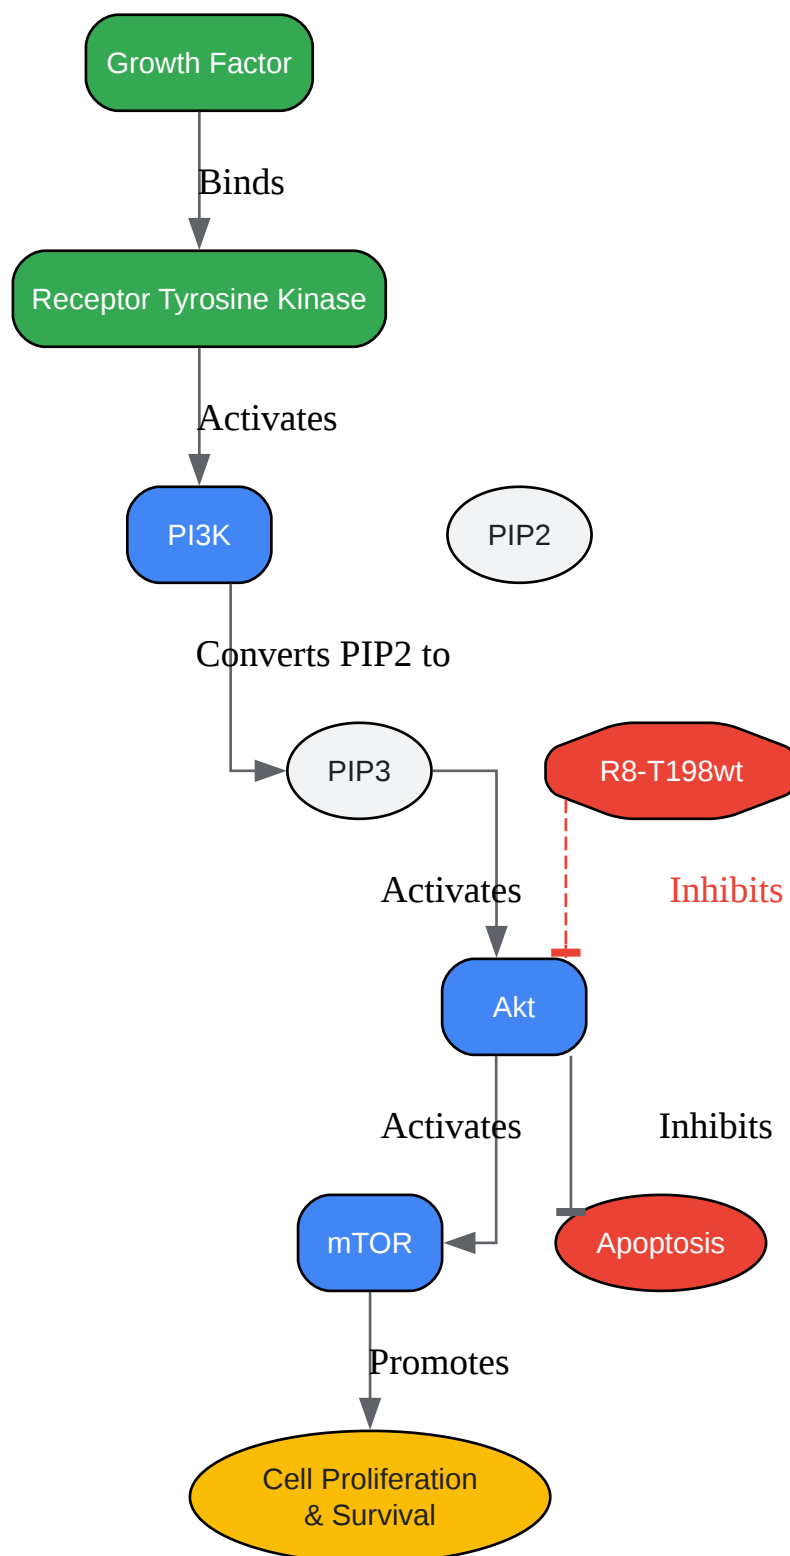 Growth Factor
Binds
Receptor Tyrosine Kinase
Activates
PI3K
PIP2
Converts PIP2 to
PIP3
R8-T198wt
Activates
Inhibits
Akt
Activates
Inhibits
mTOR
Apoptosis
Promotes
Cell Proliferation
& Survival